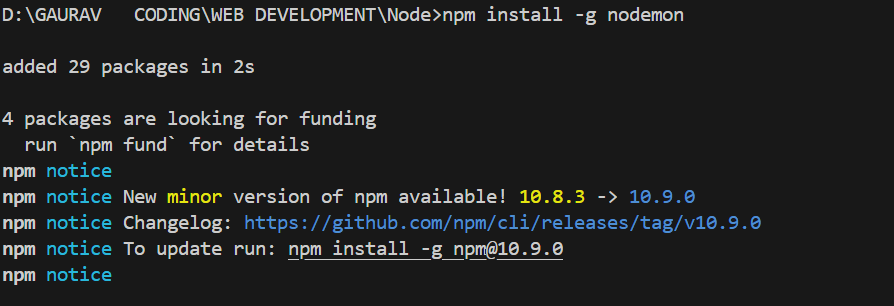 D:\GAURAV   CODING\WEB DEVELOPMENT\Node>npm install -g nodemon
added 29 packages in 2s
4 packages are looking for funding
  run `npm fund` for details
npm notice
npm notice New minor version of npm available! 10.8.3 -> 10.9.0
npm notice Changelog: https://github.com/npm/cli/releases/tag/v10.9.0
npm notice To update run: npm install -g npm@10.9.0
npm notice